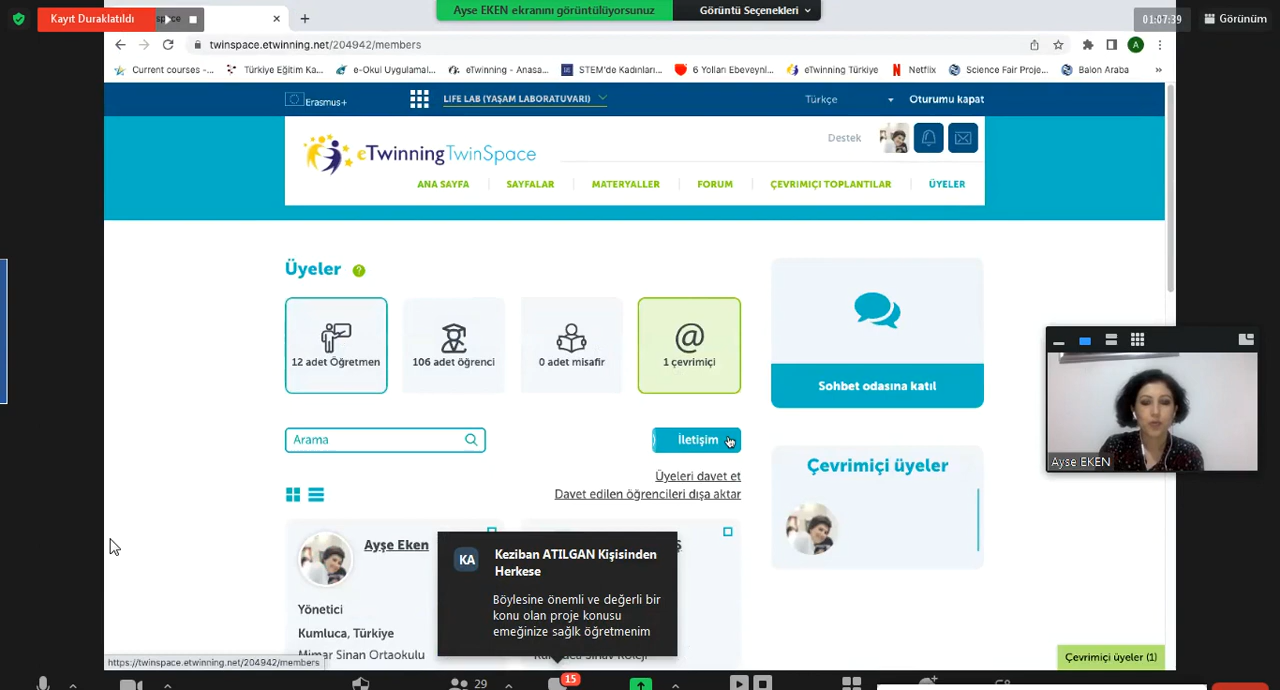 Kayıt Duraklatıldı
Ayse EKEN ekranını görüntülüyorsunuz
Görüntü Seçenekleri
01:07:39
Görünüm
twinspace.etwinning.net/204942/members
A
Current courses -...
Türkiye Eğitim Ka...
e-Okul Uygulamal...
eTwinning - Anasa...
STEM'de Kadınları...
6 Yolları Ebeveynl...
eTwinning Türkiye
Netflix
Science Fair Proje...
Balon Araba
»
Erasmus+
LIFE LAB (YAŞAM LABORATUVARI)
Türkçe
Oturumu kapat
eTwinningTwinSpace
Destek
ANA SAYFA
SAYFALAR
MATERYALLER
FORUM
ÇEVRİMİÇİ TOPLANTILAR
ÜYELER
Üyeler ?
12 adet Öğretmen
106 adet öğrenci
0 adet misafir
@
1 çevrimiçi
Sohbet odasına katıl
Arama
İletişim
Üyeleri davet et
Davet edilen öğrencileri dışa aktar
Çevrimiçi üyeler
Ayse EKEN
Ayşe Eken
Ş
Yönetici
Kumluca, Türkiye
Mimar Sinan Ortaokulu
KA
Keziban ATILGAN Kişisinden
Herkese
Böylesine önemli ve değerli bir
konu olan proje konusu
emeğinize sağlk öğretmenim
https://twinspace.etwinning.net/204942/members
Çevrimiçi üyeler (1)
29
15